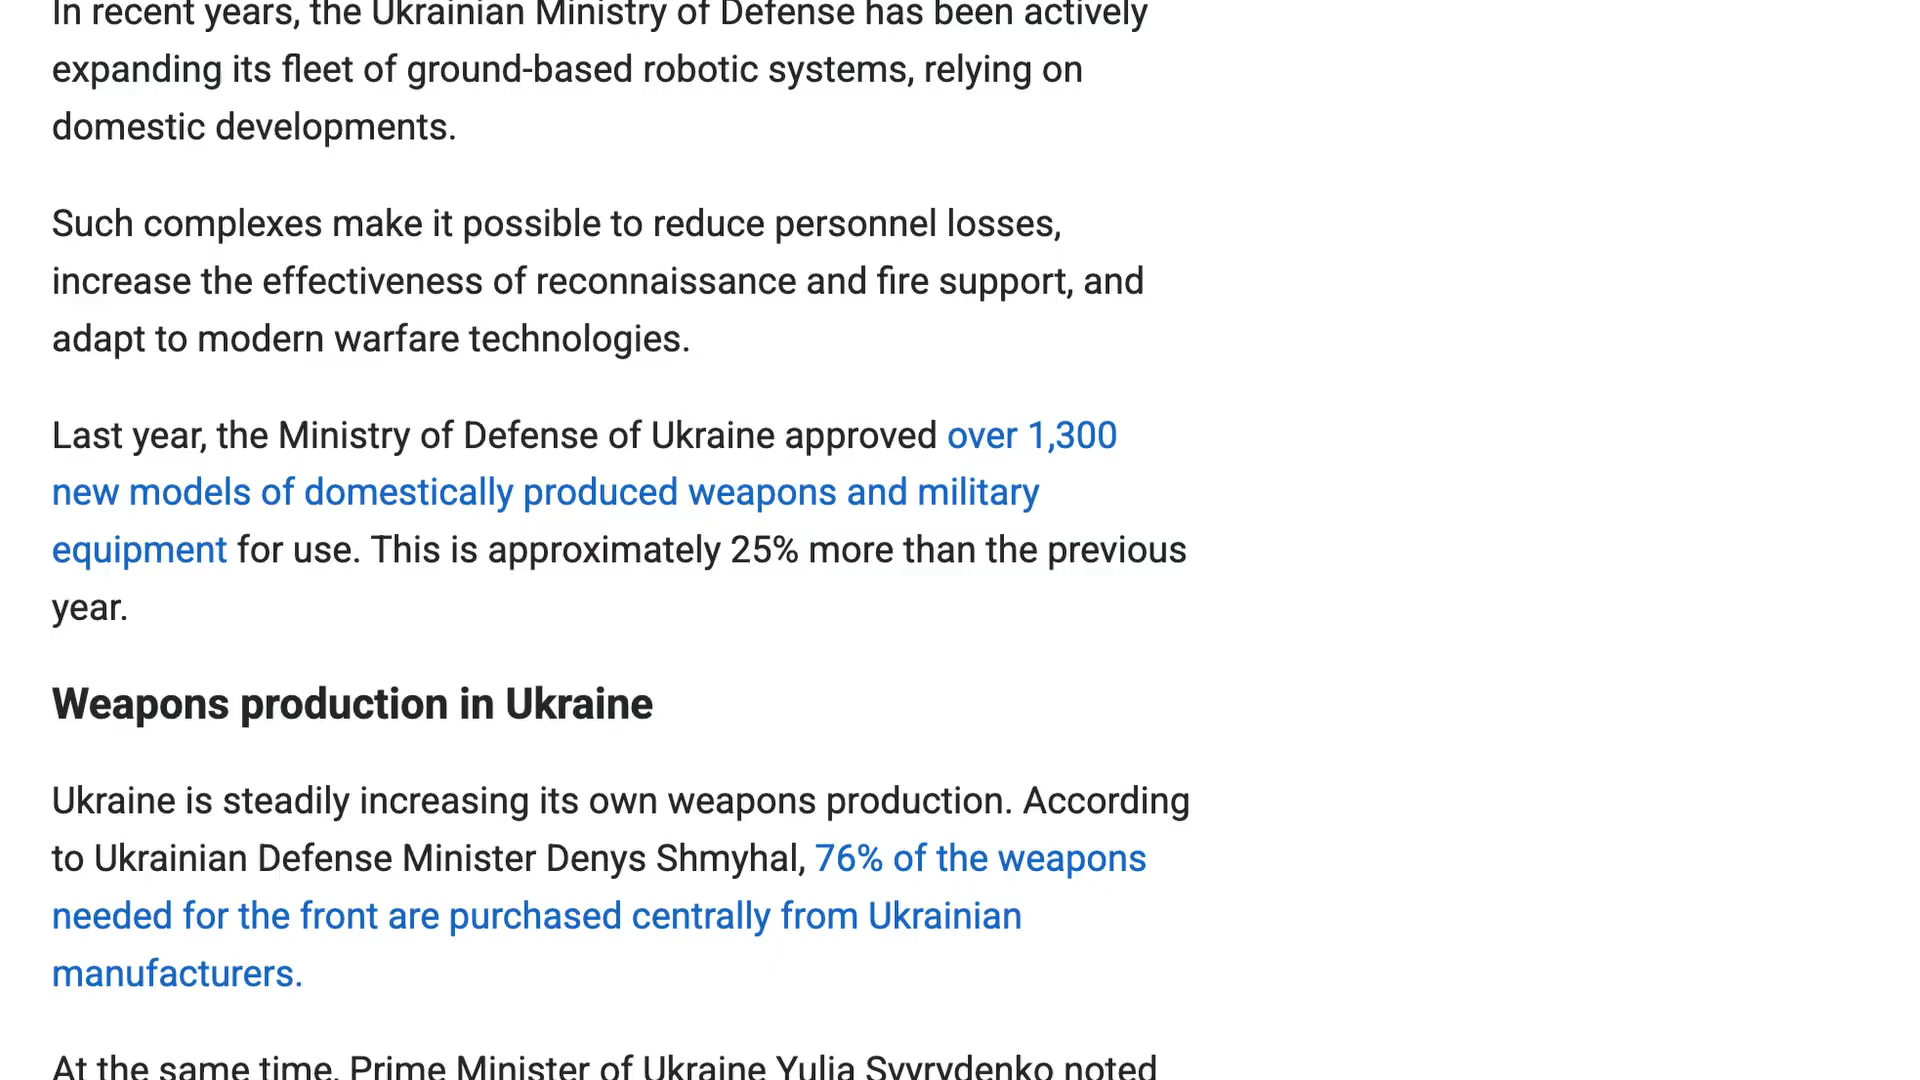 In recent years, the Ukrainian Ministry of Defense has been actively
expanding its fleet of ground-based robotic systems, relying on
domestic developments.
Such complexes make it possible to reduce personnel losses,
increase the effectiveness of reconnaissance and fire support, and
adapt to modern warfare technologies.
Last year, the Ministry of Defense of Ukraine approved over 1,300
new models of domestically produced weapons and military
equipment for use. This is approximately 25% more than the previous
year.
Weapons production in Ukraine
Ukraine is steadily increasing its own weapons production. According
to Ukrainian Defense Minister Denys Shmyhal, 76% of the weapons
needed for the front are purchased centrally from Ukrainian
manufacturers.
At the same time, Prime Minister of Ukraine Yulia Svyrydenko noted